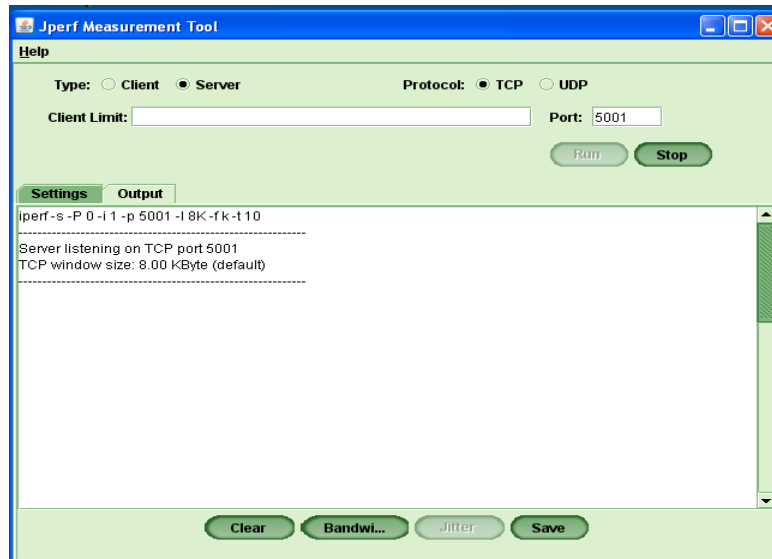 Jperf Measurement Tool
Help
Type: Client Server Protocol: TCP UDP
Client Limit: Port: 5001
Run Stop
Settings Output
iperf -s -P 0 -i 1 -p 5001 -l 8K -f k -t 10
------------------------------------------------------------
Server listening on TCP port 5001
TCP window size: 8.00 KByte (default)
------------------------------------------------------------
Clear Bandwi... Jitter Save